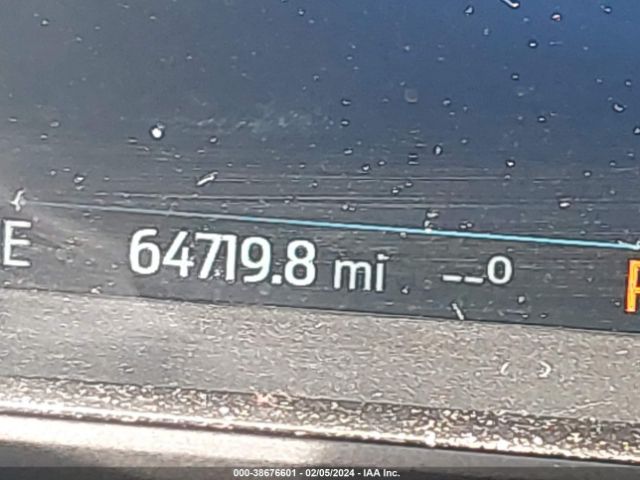 E 64719.8 mi --° P
000-38676601 - 02/05/2024 - IAA Inc.